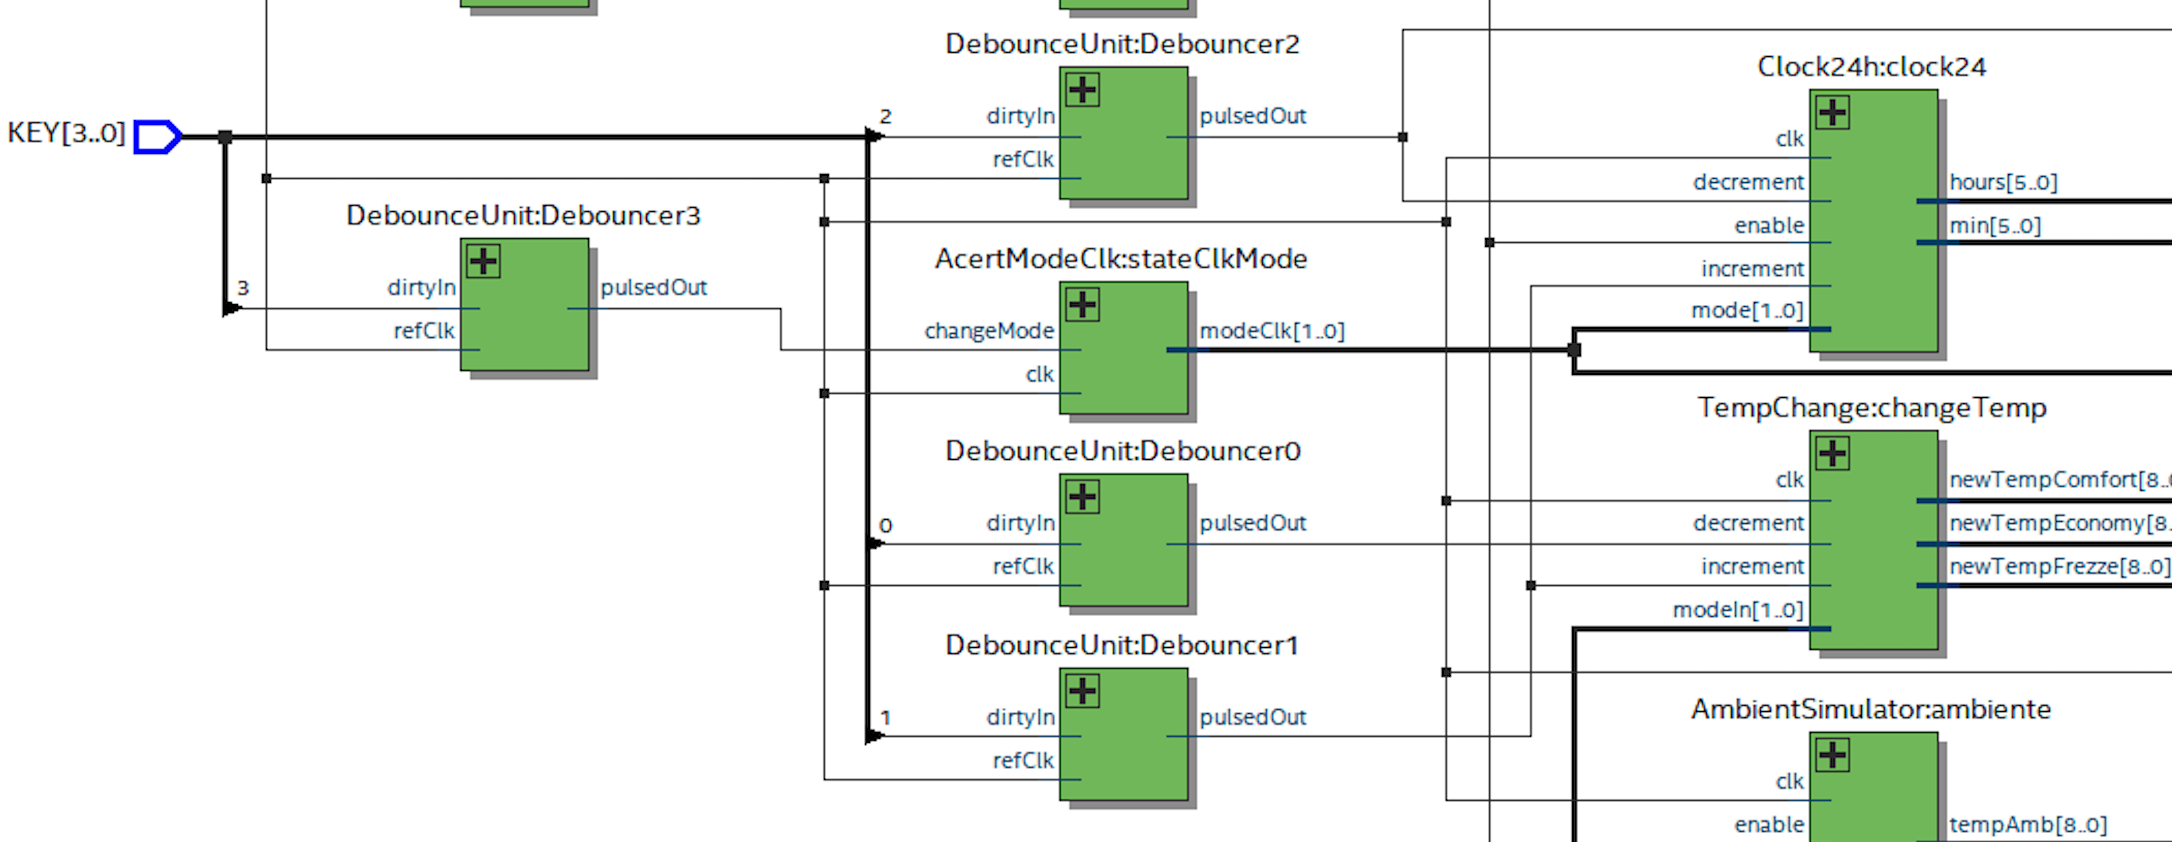 KEY[3..0]
DebounceUnit:Debouncer3
3
dirtyIn
pulsedOut
refClk
DebounceUnit:Debouncer2
2
dirtyIn
pulsedOut
refClk
AcertModeClk:stateClkMode
changeMode
modeClk[1..0]
clk
DebounceUnit:Debouncer0
0
dirtyIn
pulsedOut
refClk
DebounceUnit:Debouncer1
1
dirtyIn
pulsedOut
refClk
Clock24h:clock24
clk
decrement
hours[5..0]
enable
min[5..0]
increment
mode[1..0]
TempChange:changeTemp
clk
newTempComfort[8..
decrement
newTempEconomy[8..
increment
newTempFrezze[8..0]
modeIn[1..0]
AmbientSimulator:ambiente
clk
enable
tempAmb[8..0]